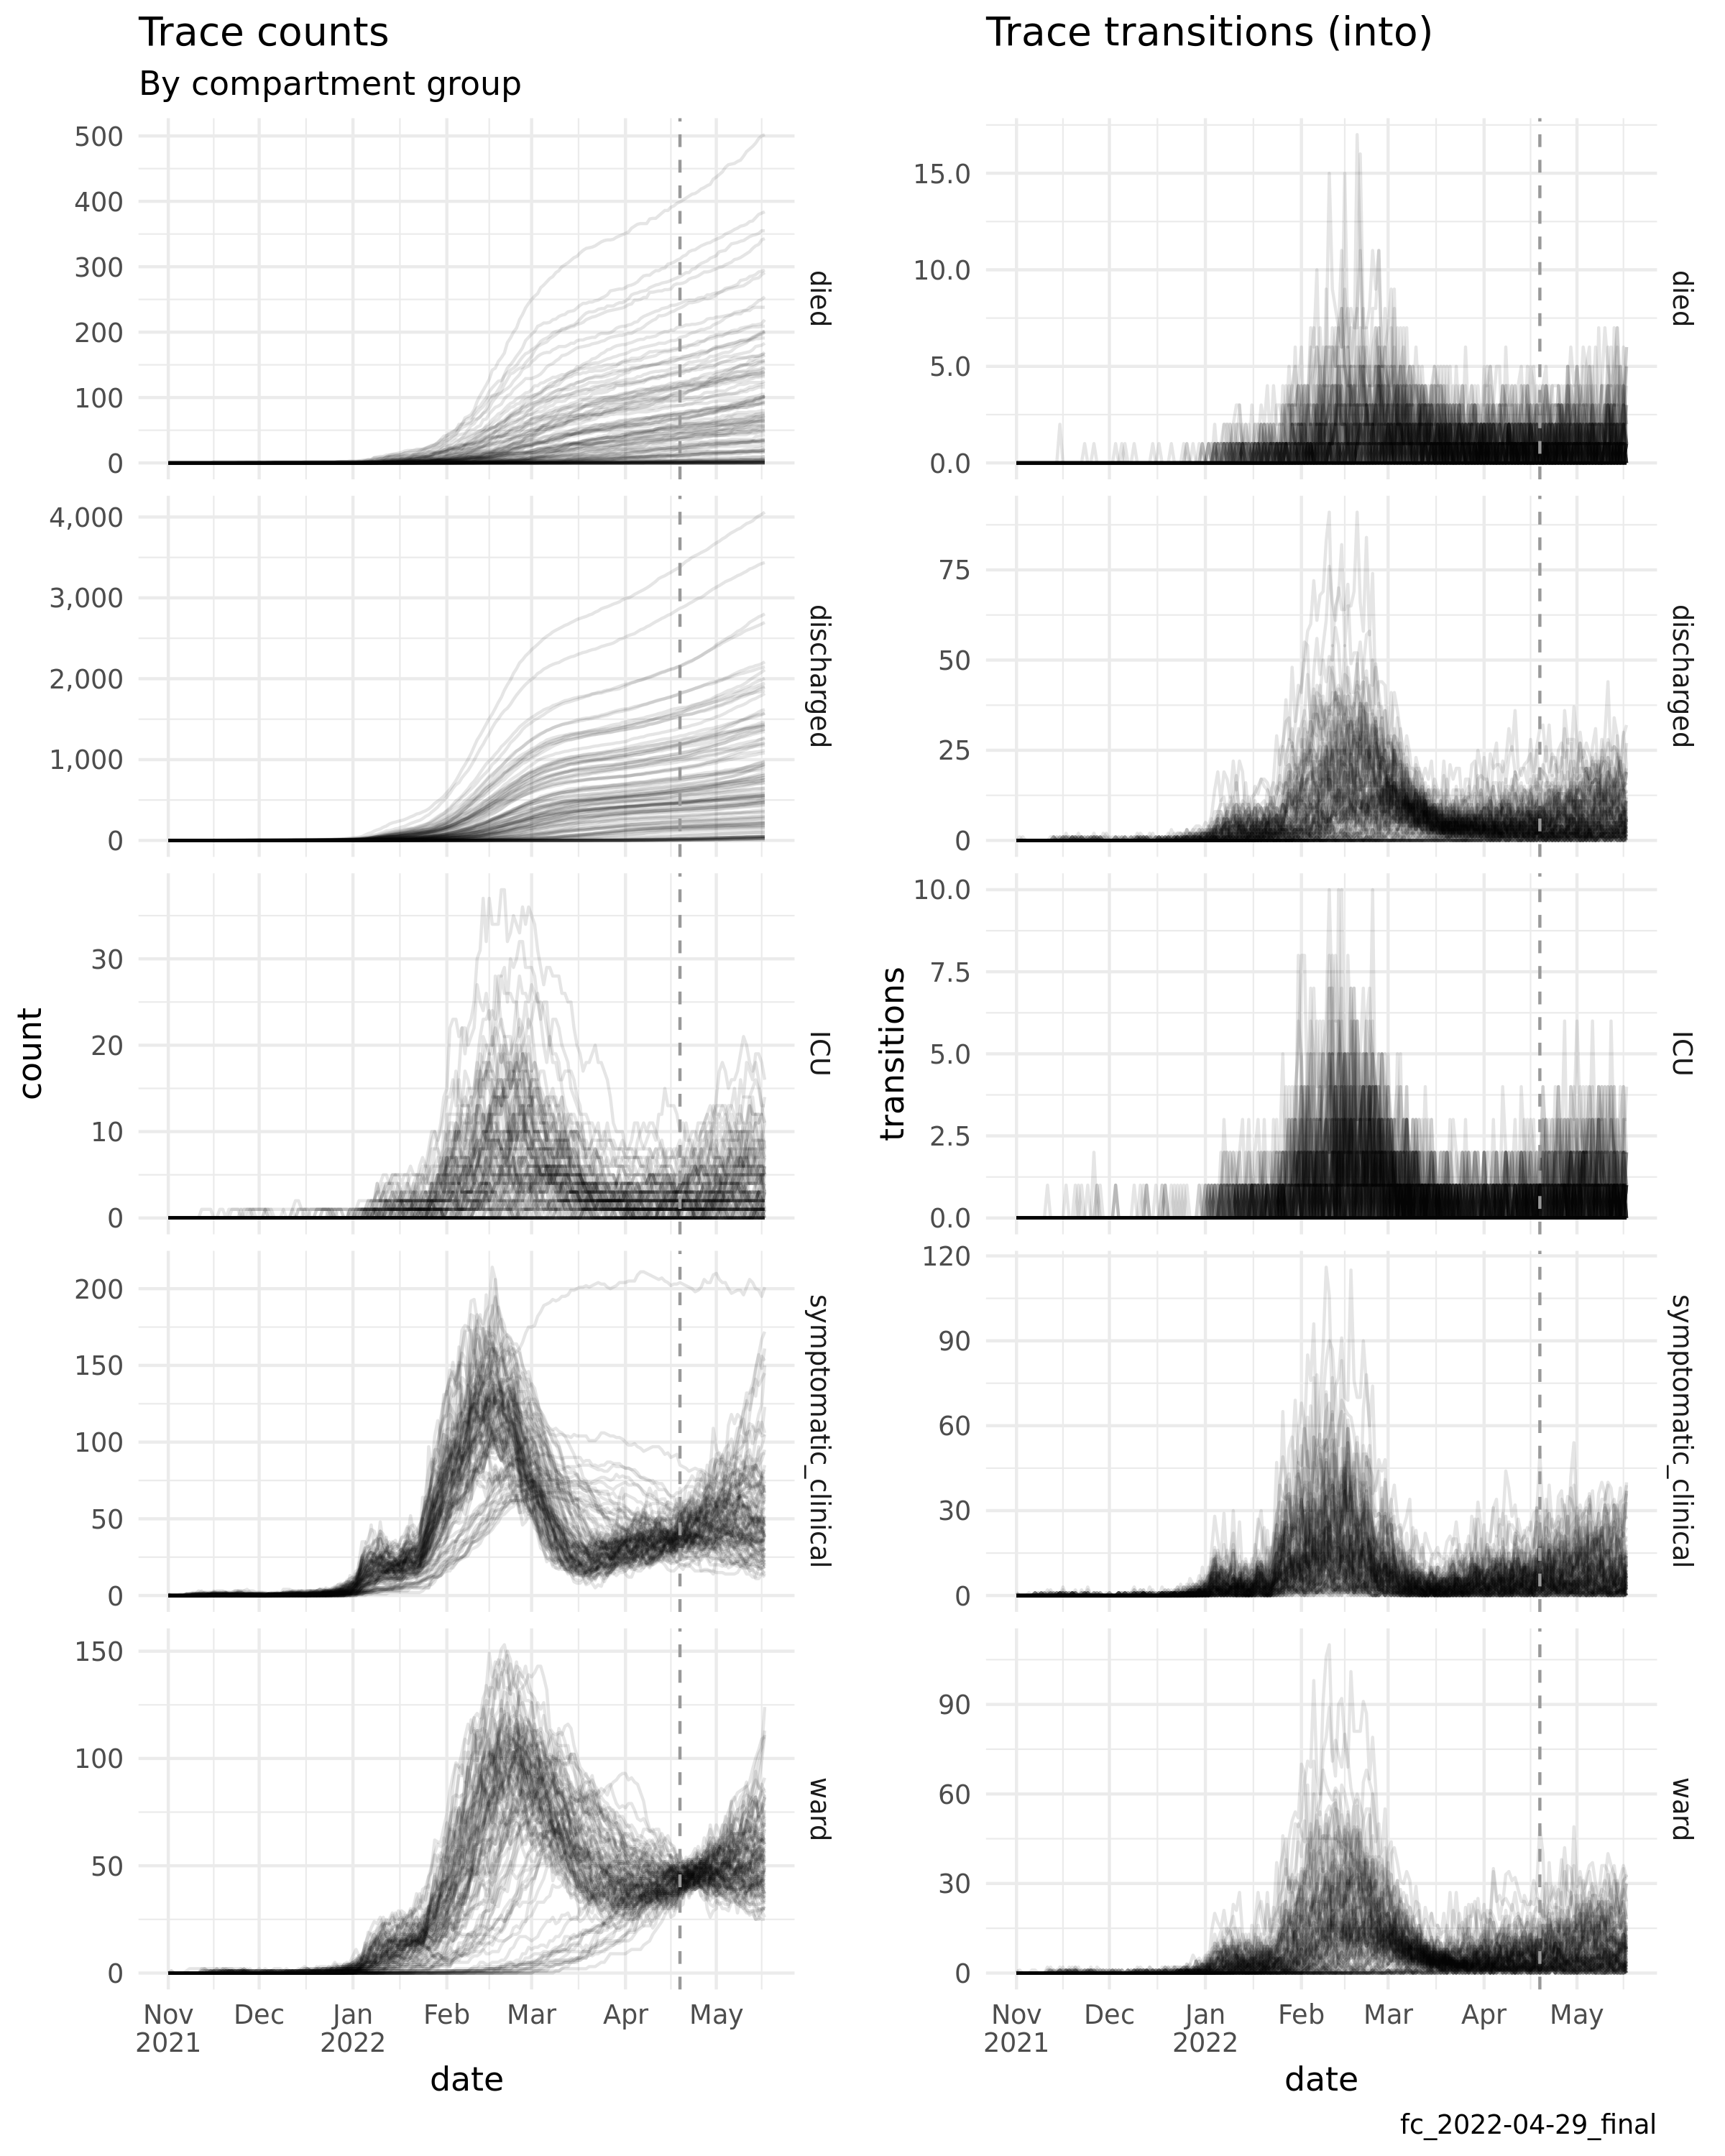 Trace counts
By compartment group
count
500
400
300
200
100
0
died
4,000
3,000
2,000
1,000
0
discharged
30
20
10
0
ICU
200
150
100
50
0
symptomatic_clinical
150
100
50
0
ward
Nov Dec Jan Feb Mar Apr May
2021 2022
date
Trace transitions (into)
transitions
15.0
10.0
5.0
0.0
died
75
50
25
0
discharged
10.0
7.5
5.0
2.5
0.0
ICU
120
90
60
30
0
symptomatic_clinical
90
60
30
0
ward
Nov Dec Jan Feb Mar Apr May
2021 2022
date
fc_2022-04-29_final